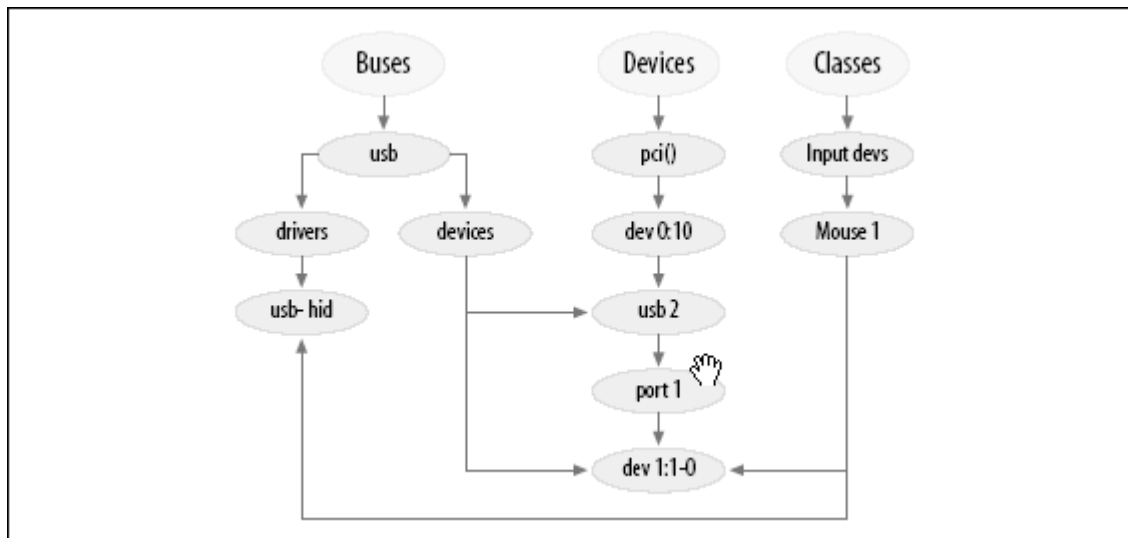 Buses Devices Classes
usb pci() Input devs
drivers devices dev 0:10 Mouse 1
usb- hid usb 2
port 1
dev 1:1-0